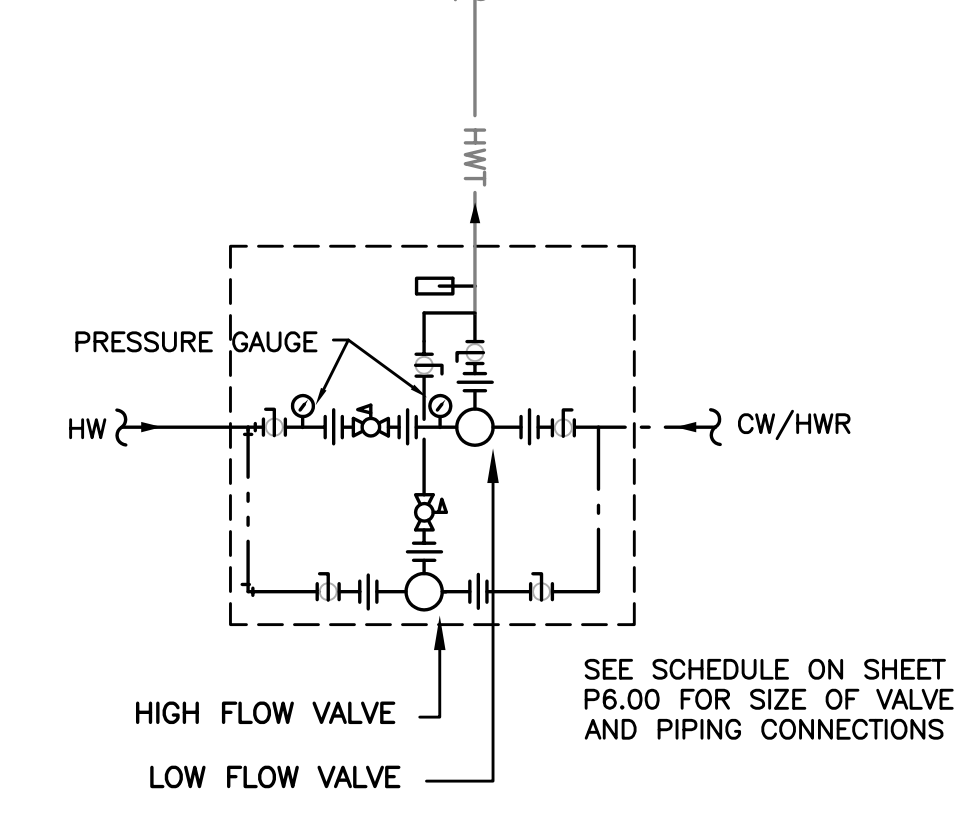 HWT
PRESSURE GAUGE
HW
CW/HWR
SEE SCHEDULE ON SHEET
P6.00 FOR SIZE OF VALVE
AND PIPING CONNECTIONS
HIGH FLOW VALVE
LOW FLOW VALVE